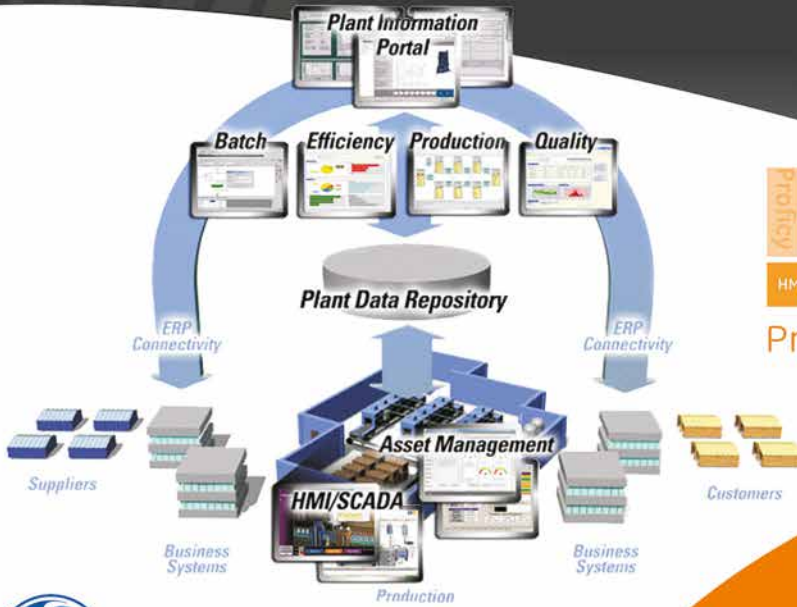 Plant Information
Portal
Batch
Efficiency
Production
Quality
Plant Data Repository
ERP
Connectivity
ERP
Connectivity
Proficy
HM
Pr
Asset Management
HMI/SCADA
Suppliers
Business
Systems
Production
Business
Systems
Customers